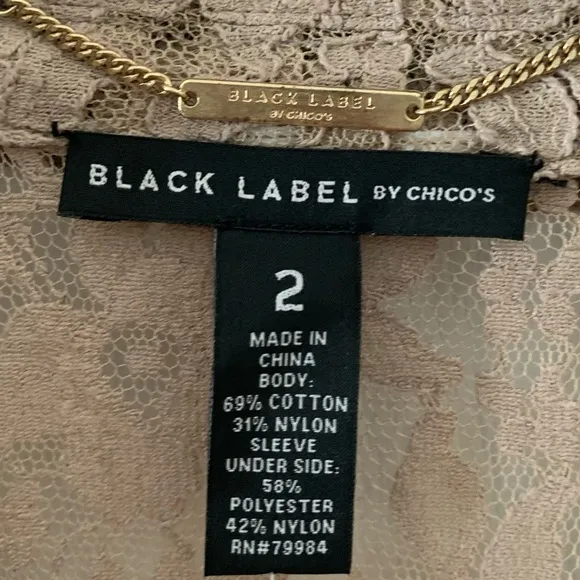 BLACK LABEL
BY CHICO'S
BLACK LABEL BY CHICO'S
2
MADE IN
CHINA
BODY:
69% COTTON
31% NYLON
SLEEVE
UNDER SIDE:
58%
POLYESTER
42% NYLON
RN#79984